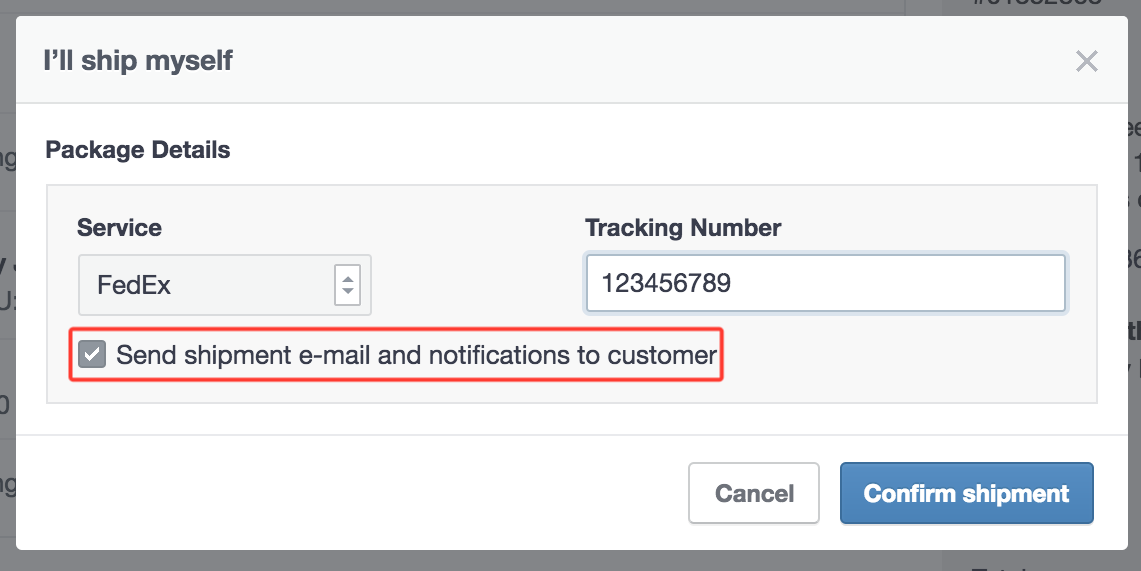 I’ll ship myself
Package Details
Service
Tracking Number
FedEx
123456789
Send shipment e-mail and notifications to customer
Cancel
Confirm shipment